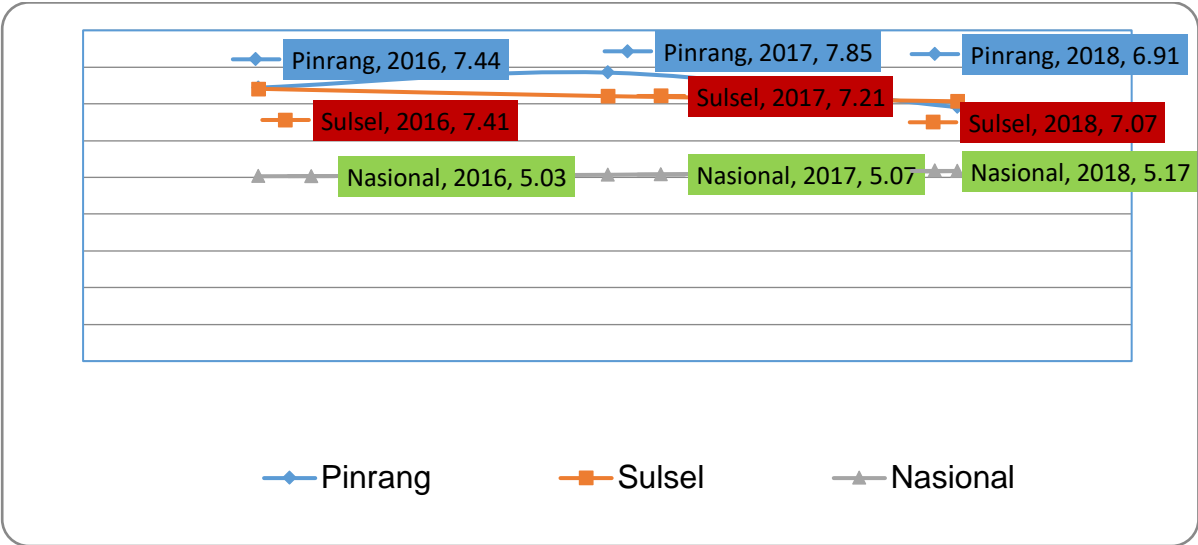 Pinrang, 2016, 7.44
Pinrang, 2017, 7.85
Pinrang, 2018, 6.91
Sulsel, 2016, 7.41
Sulsel, 2017, 7.21
Sulsel, 2018, 7.07
Nasional, 2016, 5.03
Nasional, 2017, 5.07
Nasional, 2018, 5.17
Pinrang
Sulsel
Nasional